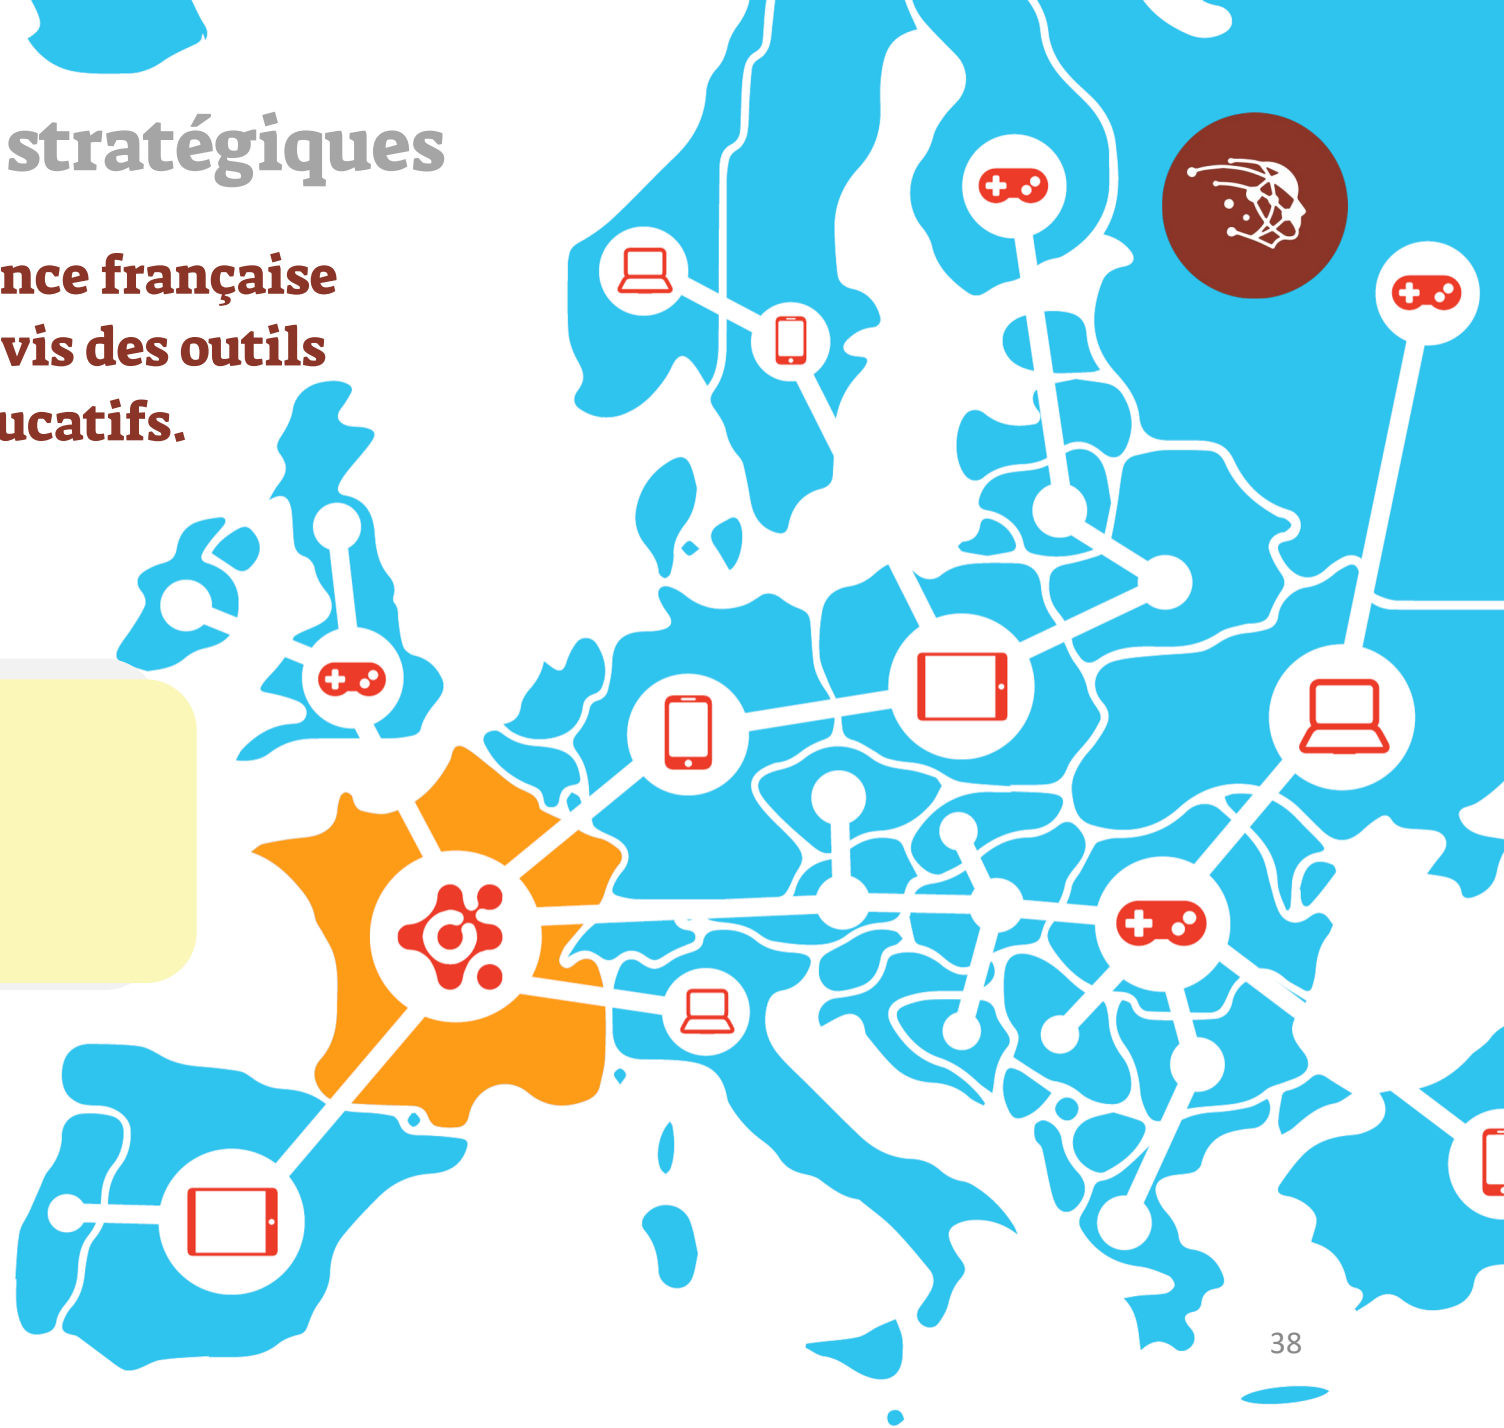 stratégiques
nce française
vis des outils
ucatifs.
38